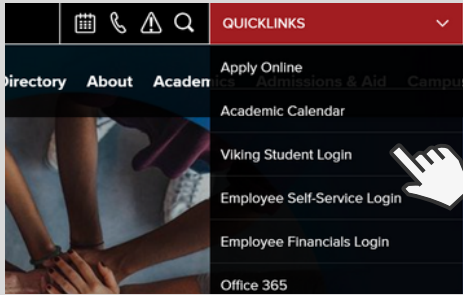 QUICKLINKS
Directory About Academics Admissions & Aid Campus
Apply Online
Academic Calendar
Viking Student Login
Employee Self-Service Login
Employee Financials Login
Office 365